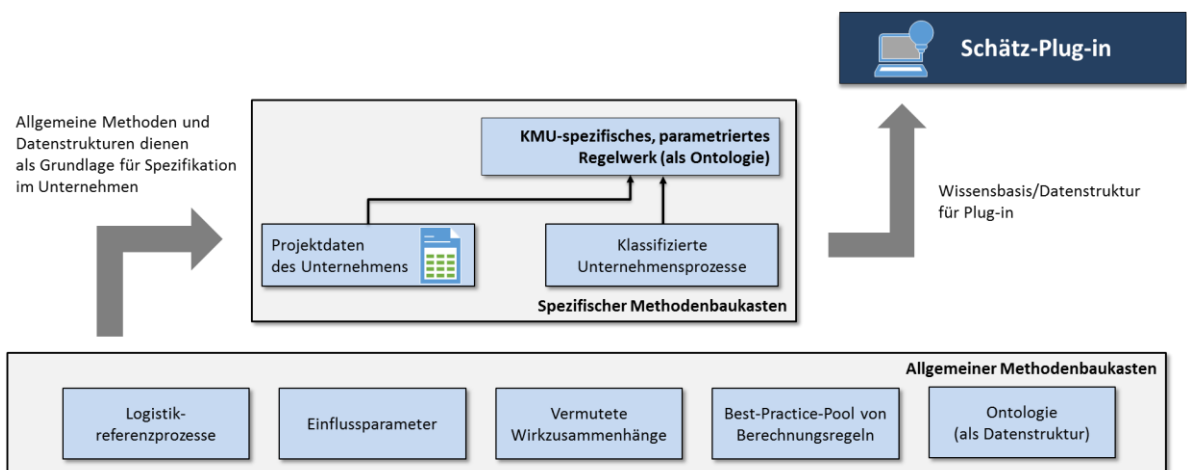 Schätz-Plug-in
Allgemeine Methoden und
Datenstrukturen dienen
als Grundlage für Spezifikation
im Unternehmen
KMU-spezifisches, parametriertes
Regelwerk (als Ontologie)
Projektdaten
des Unternehmens
Klassifizierte
Unternehmensprozesse
Spezifischer Methodenbaukasten
Wissensbasis/Datenstruktur
für Plug-in
Allgemeiner Methodenbaukasten
Logistik-
referenzprozesse
Einflussparameter
Vermutete
Wirkzusammenhänge
Best-Practice-Pool von
Berechnungsregeln
Ontologie
(als Datenstruktur)